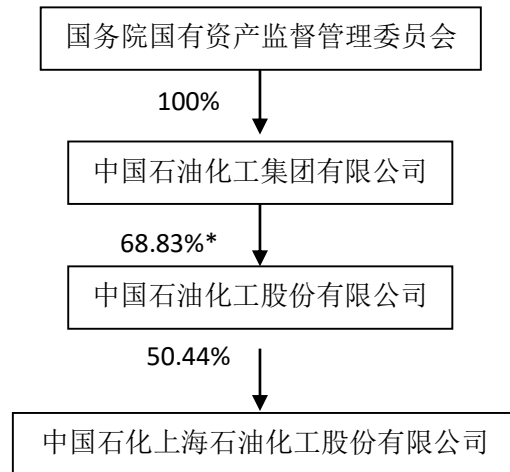 国务院国有资产监督管理委员会
100%
中国石油化工集团有限公司
68.83%*
中国石油化工股份有限公司
50.44%
中国石化上海石油化工股份有限公司